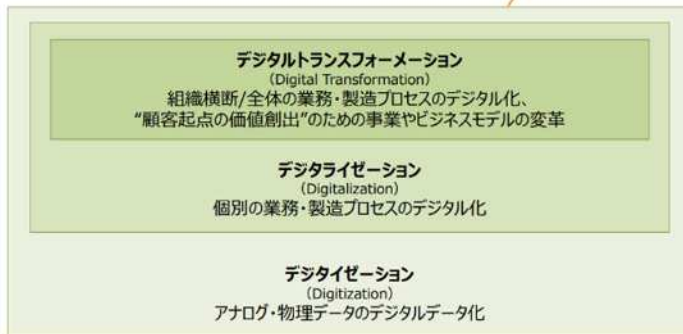 デジタルトランスフォーメーション
(Digital Transformation)
組織横断/全体の業務・製造プロセスのデジタル化、
“顧客起点の価値創出”のための事業やビジネスモデルの変革
デジタライゼーション
(Digitalization)
個別の業務・製造プロセスのデジタル化
デジタイゼーション
(Digitization)
アナログ・物理データのデジタルデータ化